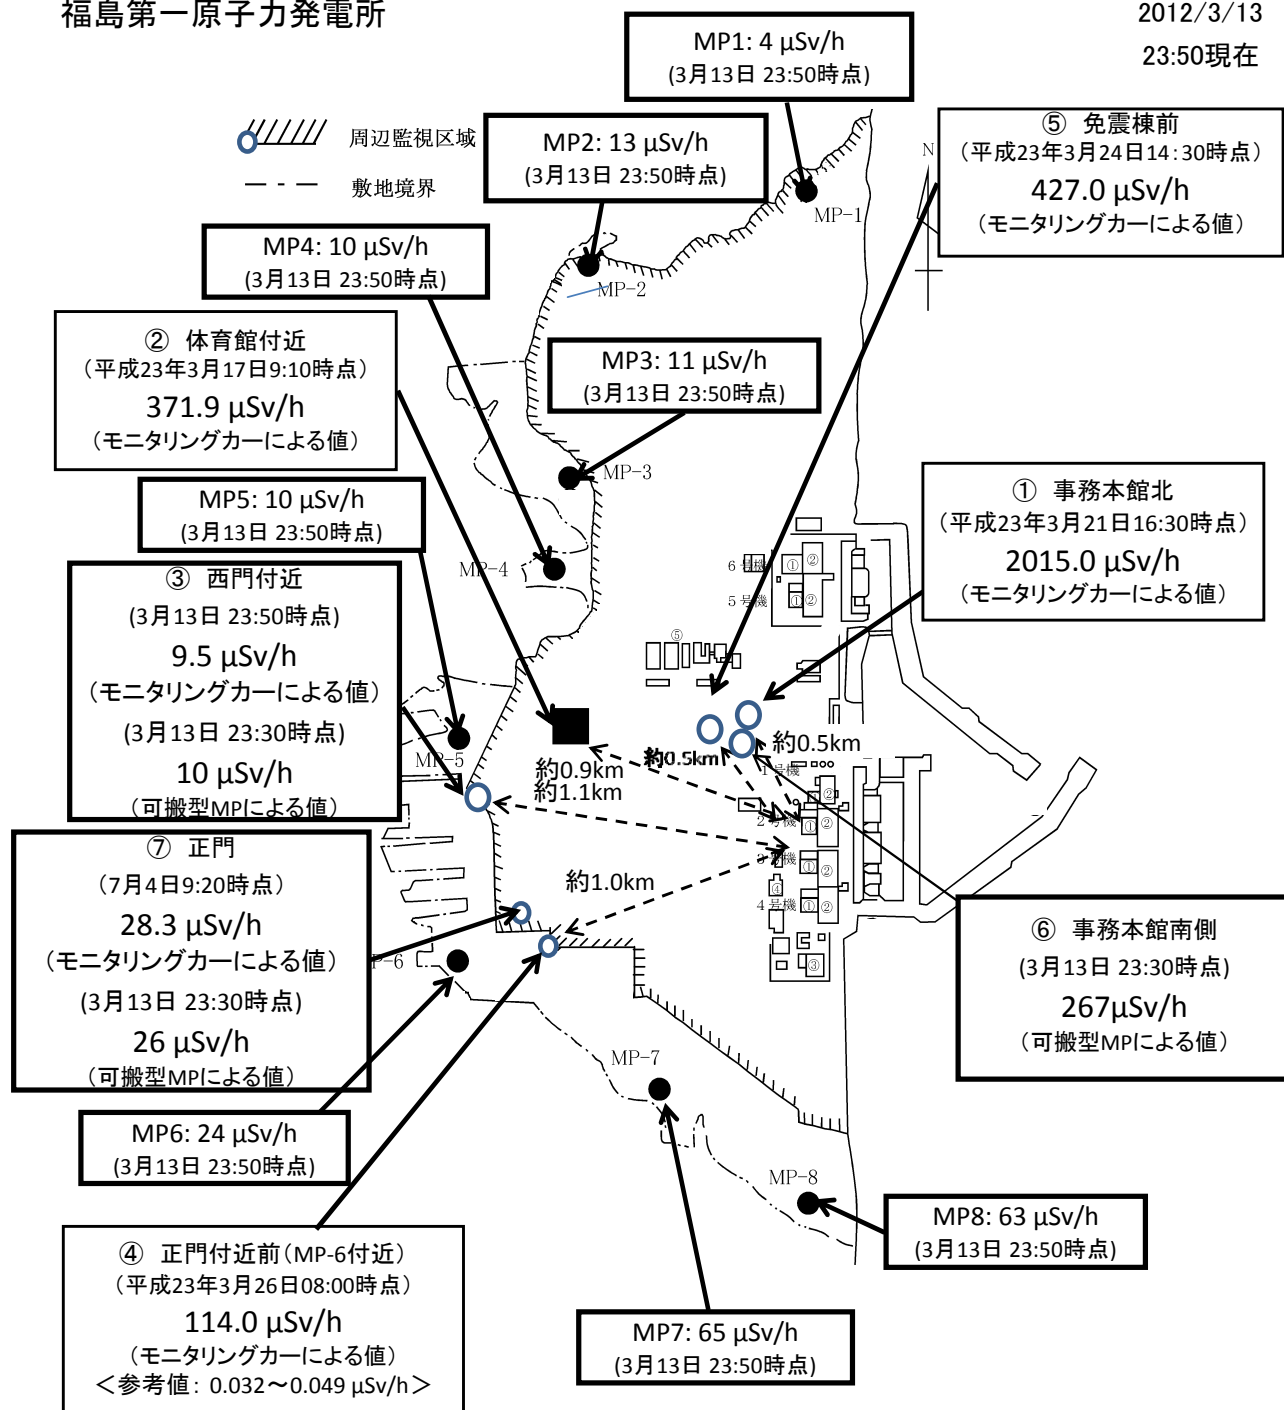 福島第一原子力発電所
2012/3/13
23:50現在
周辺監視区域
敷地境界
N
MP1: 4 μSv/h
(3月13日 23:50時点)
MP2: 13 μSv/h
(3月13日 23:50時点)
⑤ 免震棟前
（平成23年3月24日14:30時点）
427.0 μSv/h
（モニタリングカーによる値）
MP-1
MP4: 10 μSv/h
(3月13日 23:50時点)
MP-2
② 体育館付近
（平成23年3月17日9:10時点）
371.9 μSv/h
（モニタリングカーによる値）
MP3: 11 μSv/h
(3月13日 23:50時点)
MP-3
MP5: 10 μSv/h
(3月13日 23:50時点)
① 事務本館北
（平成23年3月21日16:30時点）
2015.0 μSv/h
（モニタリングカーによる値）
MP-4
6号機
①
②
5号機
①
②
⑤
③ 西門付近
(3月13日 23:50時点)
9.5 μSv/h
（モニタリングカーによる値）
(3月13日 23:30時点)
10 μSv/h
（可搬型MPによる値）
MP-5
約0.9km
約1.1km
約0.5km
約0.5km
1号機
①
②
2号機
①
②
3号機
①
②
④
4号機
①
②
③
約1.0km
⑦ 正門
（7月4日9:20時点）
28.3 μSv/h
（モニタリングカーによる値）
(3月13日 23:30時点)
26 μSv/h
（可搬型MPによる値）
P-6
⑥ 事務本館南側
(3月13日 23:30時点)
267μSv/h
（可搬型MPによる値）
MP-7
MP6: 24 μSv/h
(3月13日 23:50時点)
MP-8
MP8: 63 μSv/h
(3月13日 23:50時点)
④ 正門付近前（MP-6付近）
（平成23年3月26日08:00時点）
114.0 μSv/h
（モニタリングカーによる値）
＜参考値: 0.032～0.049 μSv/h＞
MP7: 65 μSv/h
(3月13日 23:50時点)